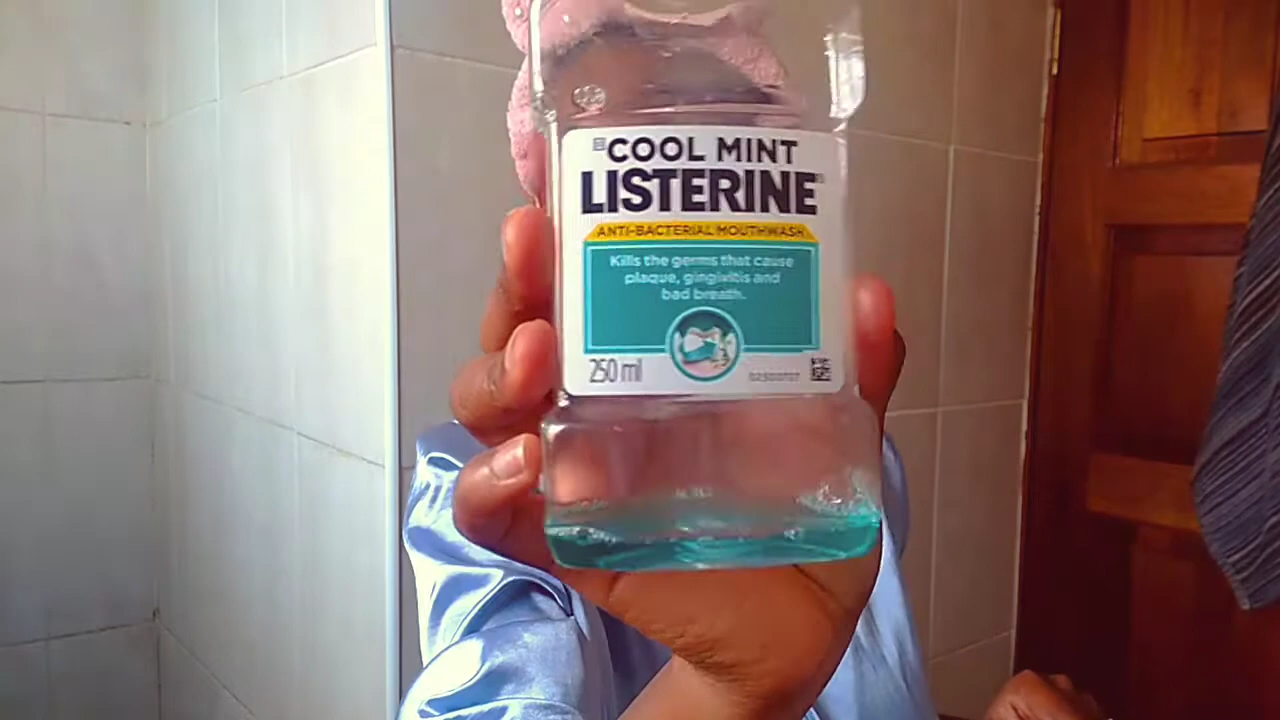 COOL MINT
LISTERINE
ANTI-BACTERIAL MOUTHWASH
Kills the germs that cause
plaque, gingivitis and
bad breath.
250 ml